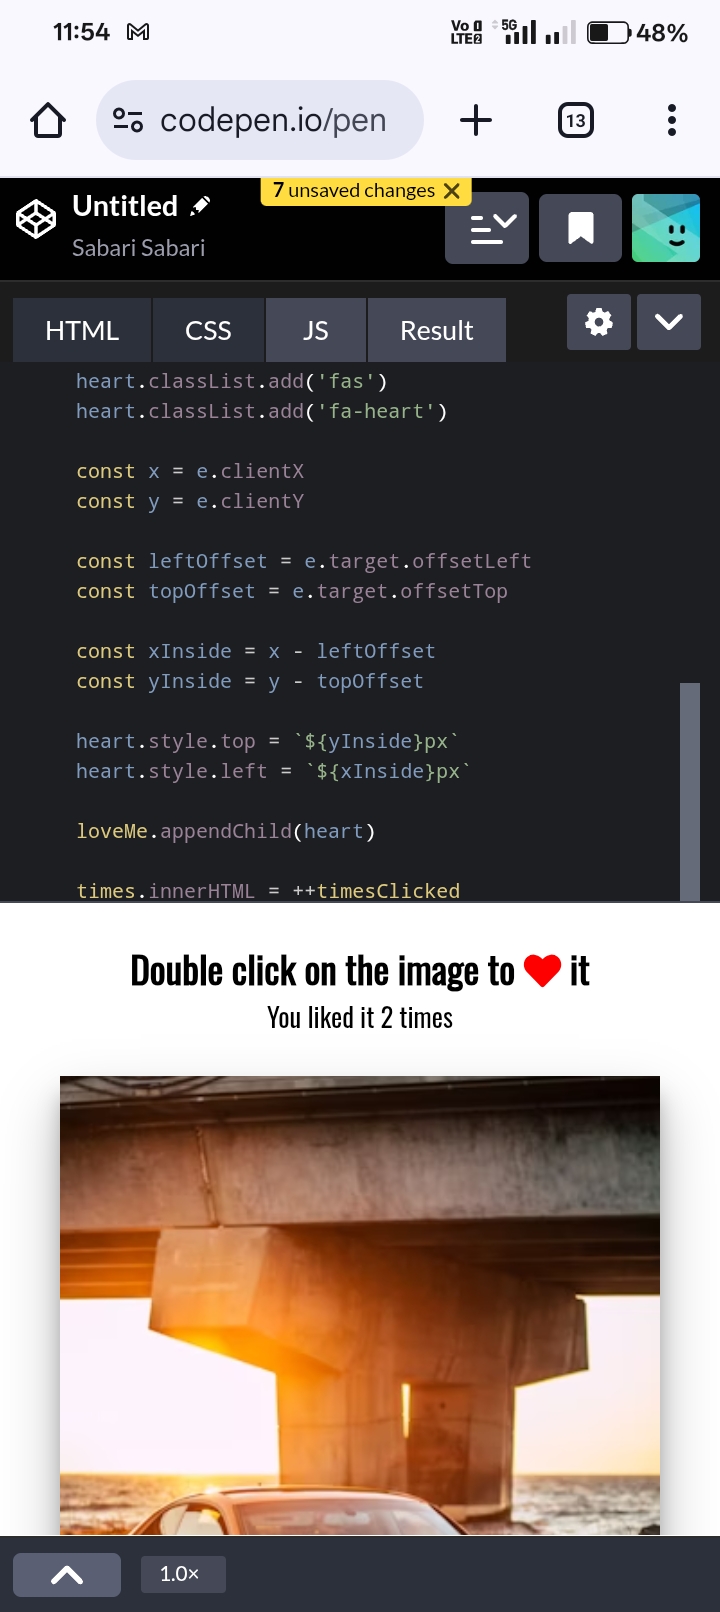 11:54
Vo LTE2 5G 48%
codepen.io/pen
13
7 unsaved changes
Untitled
Sabari Sabari
HTML CSS JS Result
heart.classList.add('fas')
heart.classList.add('fa-heart')
const x = e.clientX
const y = e.clientY
const leftOffset = e.target.offsetLeft
const topOffset = e.target.offsetTop
const xInside = x - leftOffset
const yInside = y - topOffset
heart.style.top = `${yInside}px`
heart.style.left = `${xInside}px`
loveMe.appendChild(heart)
times.innerHTML = ++timesClicked
Double click on the image to ❤ it
You liked it 2 times
1.0×